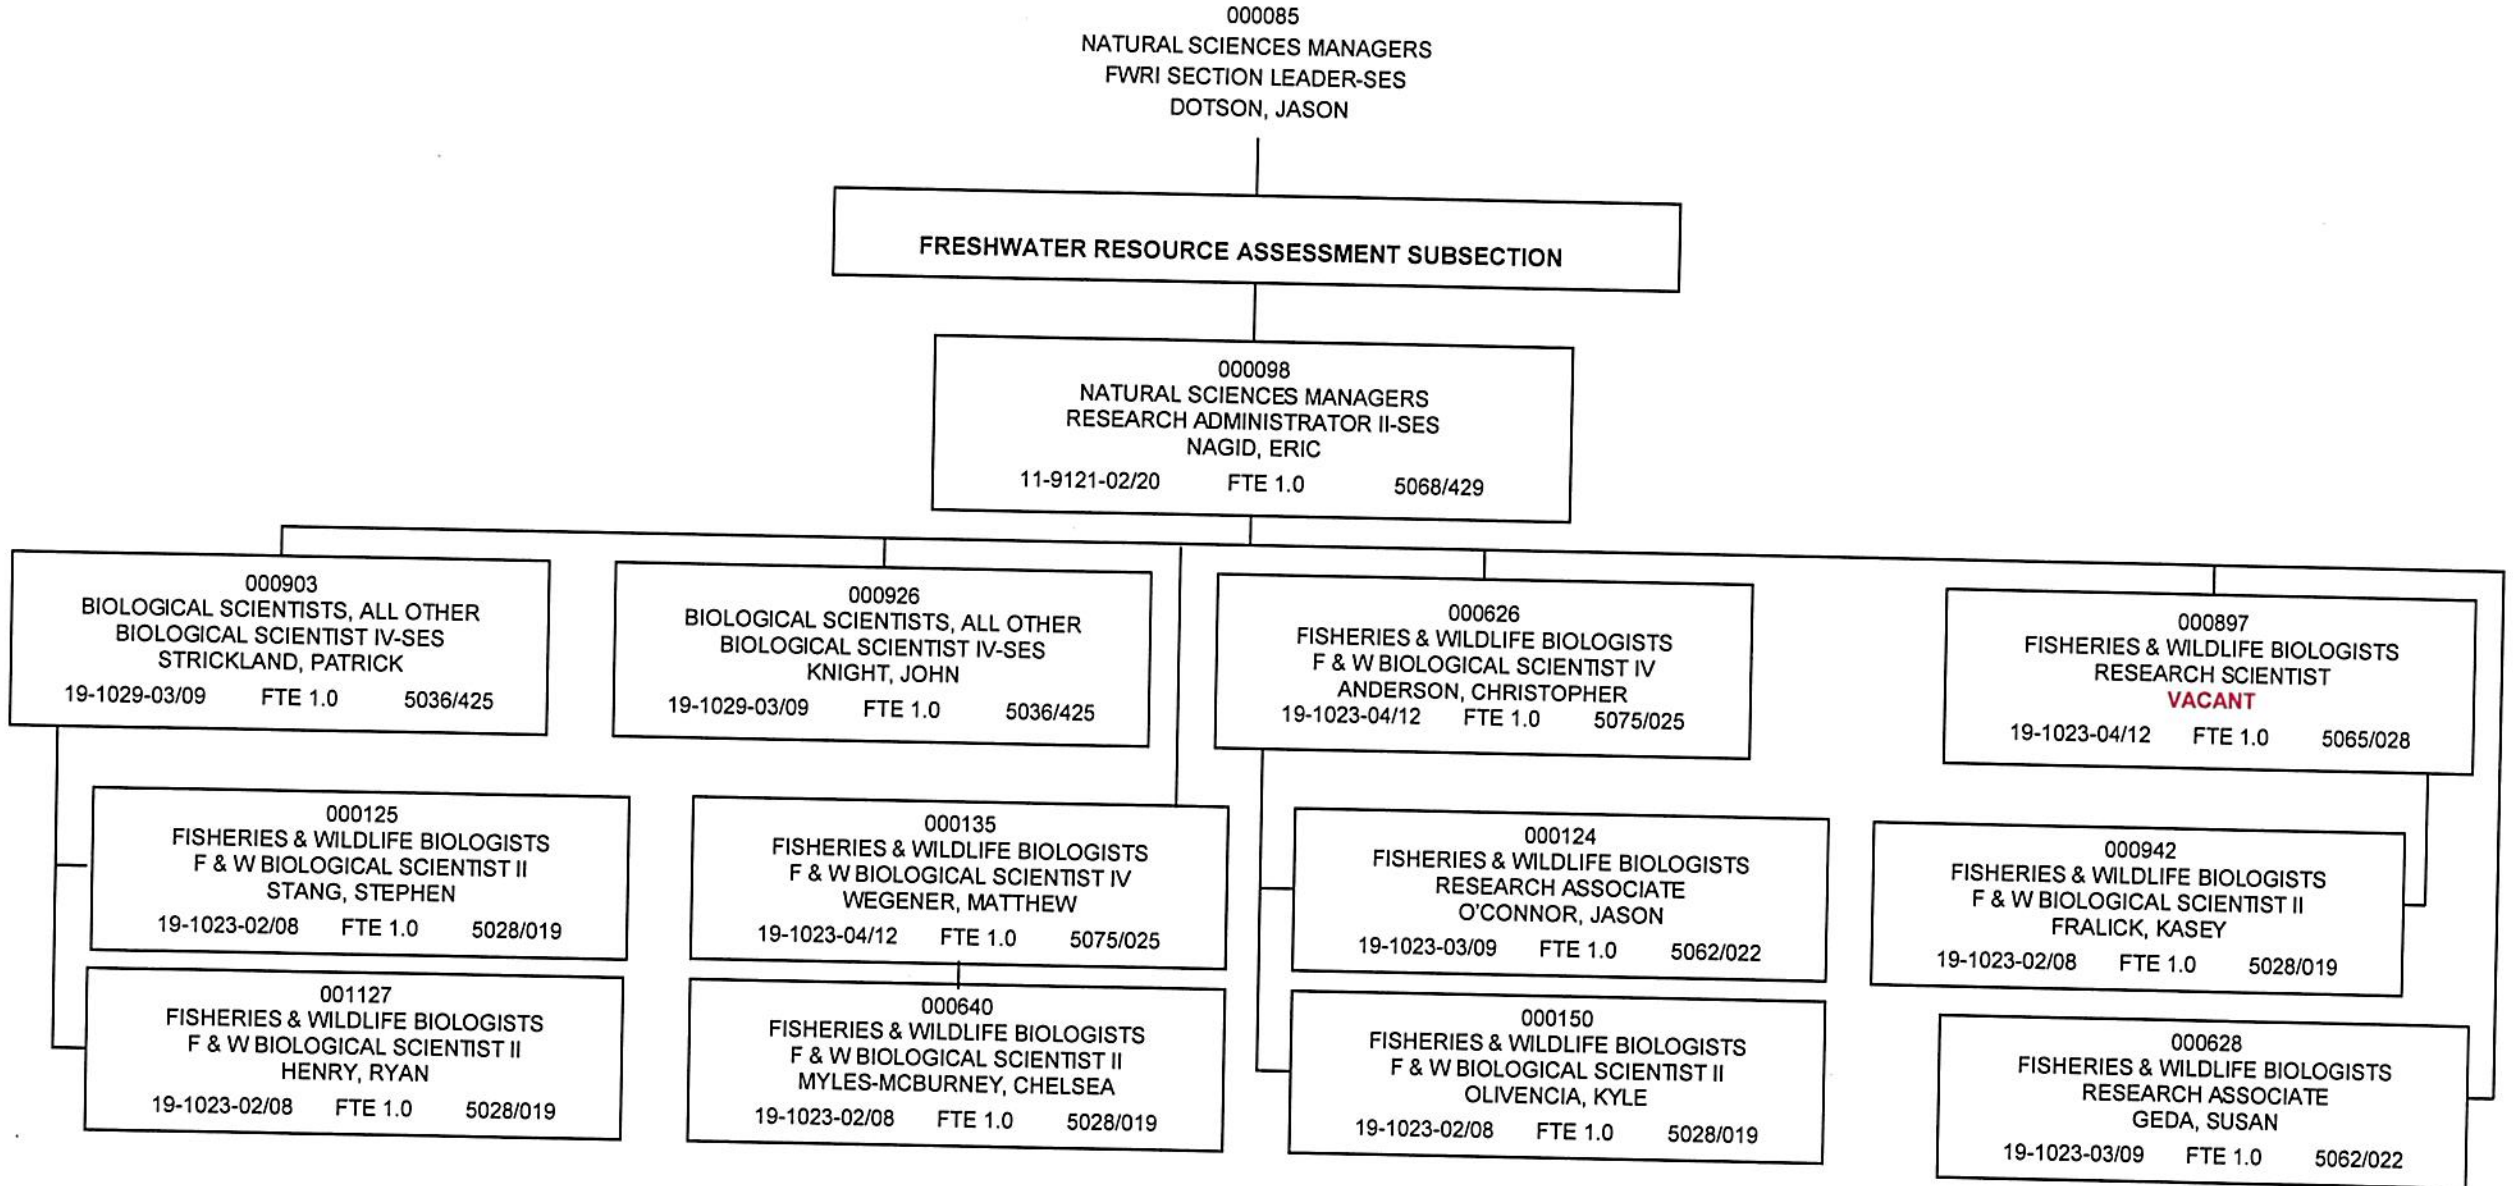 000085
NATURAL SCIENCES MANAGERS
FWRI SECTION LEADER-SES
DOTSON, JASON
FRESHWATER RESOURCE ASSESSMENT SUBSECTION
000098
NATURAL SCIENCES MANAGERS
RESEARCH ADMINISTRATOR II-SES
NAGID, ERIC
11-9121-02/20 FTE 1.0 5068/429
000903
BIOLOGICAL SCIENTISTS, ALL OTHER
BIOLOGICAL SCIENTIST IV-SES
STRICKLAND, PATRICK
19-1029-03/09 FTE 1.0 5036/425
000926
BIOLOGICAL SCIENTISTS, ALL OTHER
BIOLOGICAL SCIENTIST IV-SES
KNIGHT, JOHN
19-1029-03/09 FTE 1.0 5036/425
000626
FISHERIES & WILDLIFE BIOLOGISTS
F & W BIOLOGICAL SCIENTIST IV
ANDERSON, CHRISTOPHER
19-1023-04/12 FTE 1.0 5075/025
000897
FISHERIES & WILDLIFE BIOLOGISTS
RESEARCH SCIENTIST
VACANT
19-1023-04/12 FTE 1.0 5065/028
000125
FISHERIES & WILDLIFE BIOLOGISTS
F & W BIOLOGICAL SCIENTIST II
STANG, STEPHEN
19-1023-02/08 FTE 1.0 5028/019
000135
FISHERIES & WILDLIFE BIOLOGISTS
F & W BIOLOGICAL SCIENTIST IV
WEGENER, MATTHEW
19-1023-04/12 FTE 1.0 5075/025
000124
FISHERIES & WILDLIFE BIOLOGISTS
RESEARCH ASSOCIATE
O'CONNOR, JASON
19-1023-03/09 FTE 1.0 5062/022
000942
FISHERIES & WILDLIFE BIOLOGISTS
F & W BIOLOGICAL SCIENTIST II
FRALICK, KASEY
19-1023-02/08 FTE 1.0 5028/019
001127
FISHERIES & WILDLIFE BIOLOGISTS
F & W BIOLOGICAL SCIENTIST II
HENRY, RYAN
19-1023-02/08 FTE 1.0 5028/019
000640
FISHERIES & WILDLIFE BIOLOGISTS
F & W BIOLOGICAL SCIENTIST II
MYLES-MCBURNEY, CHELSEA
19-1023-02/08 FTE 1.0 5028/019
000150
FISHERIES & WILDLIFE BIOLOGISTS
F & W BIOLOGICAL SCIENTIST II
OLIVENCIA, KYLE
19-1023-02/08 FTE 1.0 5028/019
000628
FISHERIES & WILDLIFE BIOLOGISTS
RESEARCH ASSOCIATE
GEDA, SUSAN
19-1023-03/09 FTE 1.0 5062/022